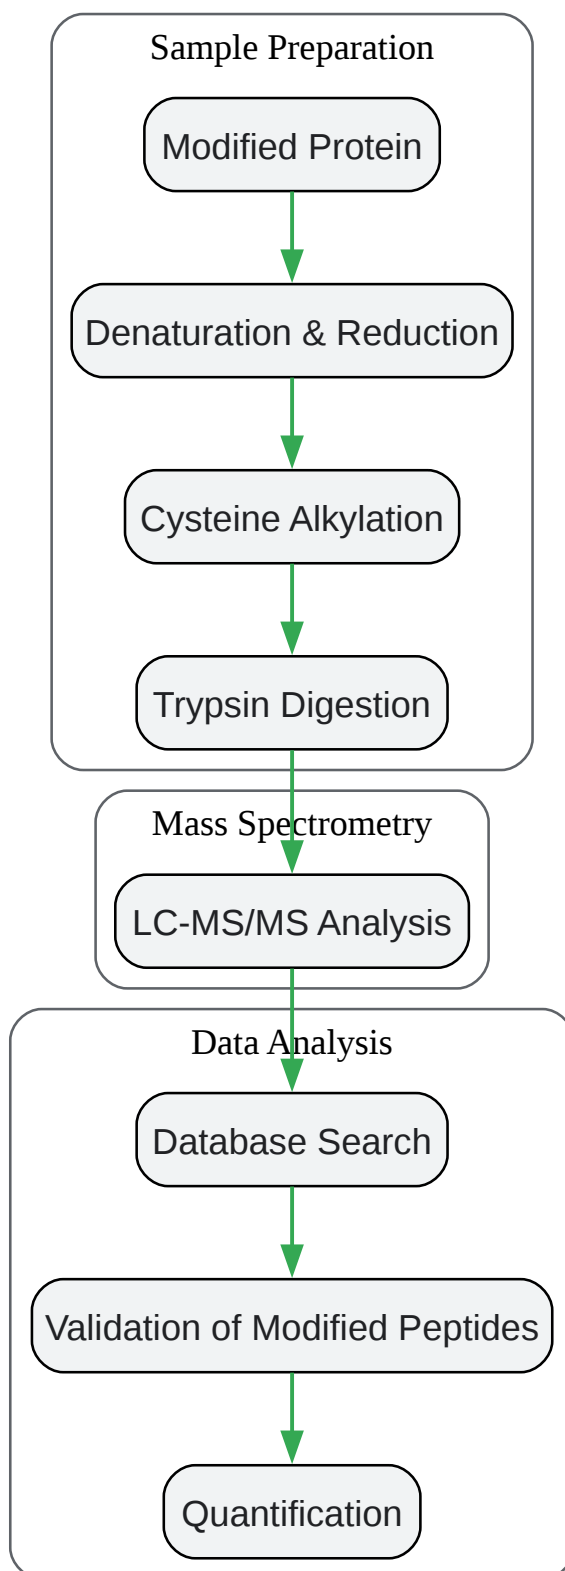 Sample Preparation
Modified Protein
Denaturation & Reduction
Cysteine Alkylation
Trypsin Digestion
Mass Spectrometry
LC-MS/MS Analysis
Data Analysis
Database Search
Validation of Modified Peptides
Quantification